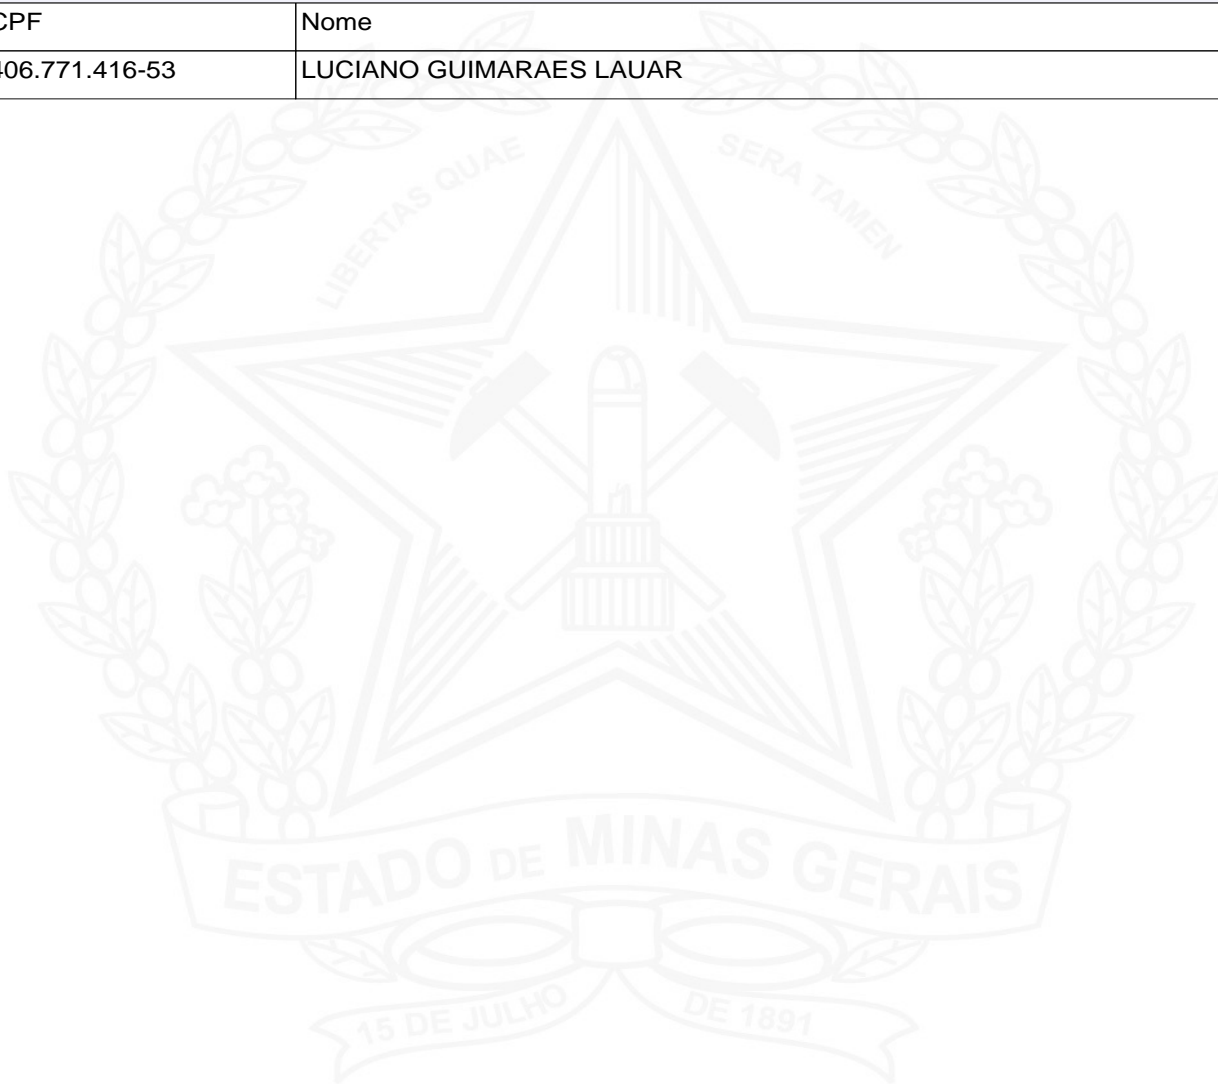 CPF Nome
406.771.416-53 LUCIANO GUIMARAES LAUAR
LIBERTAS QUAE SERA TAMEN
ESTADO DE MINAS GERAIS
15 DE JULHO DE 1891